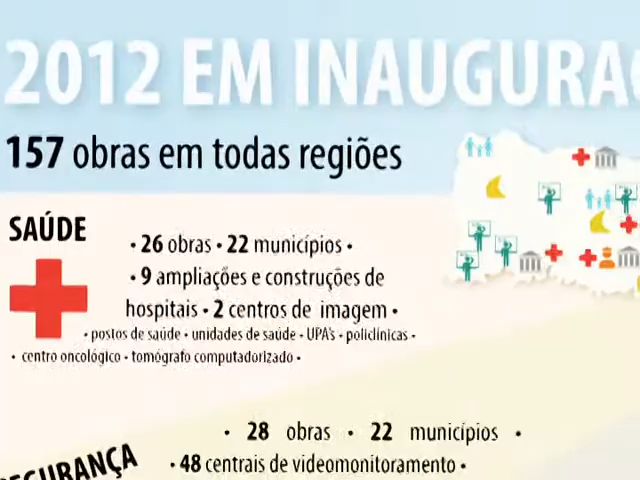 2012 EM INAUGURA
157 obras em todas regiões
SAÚDE
• 26 obras • 22 municípios •
• 9 ampliações e construções de
hospitais • 2 centros de imagem •
• postos de saúde • unidades de saúde • UPA's • policlínicas •
• centro oncológico • tomógrafo computadorizado •
SEGURANÇA
• 28 obras • 22 municípios •
• 48 centrais de videomonitoramento •